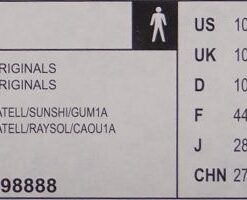 RIGINALS
RIGINALS
ATELL/SUNSHI/GUM1A
ATELL/RAYSOL/CAOU1A
98888
US 10
UK 10
D 10
F 44
J 28
CHN 27